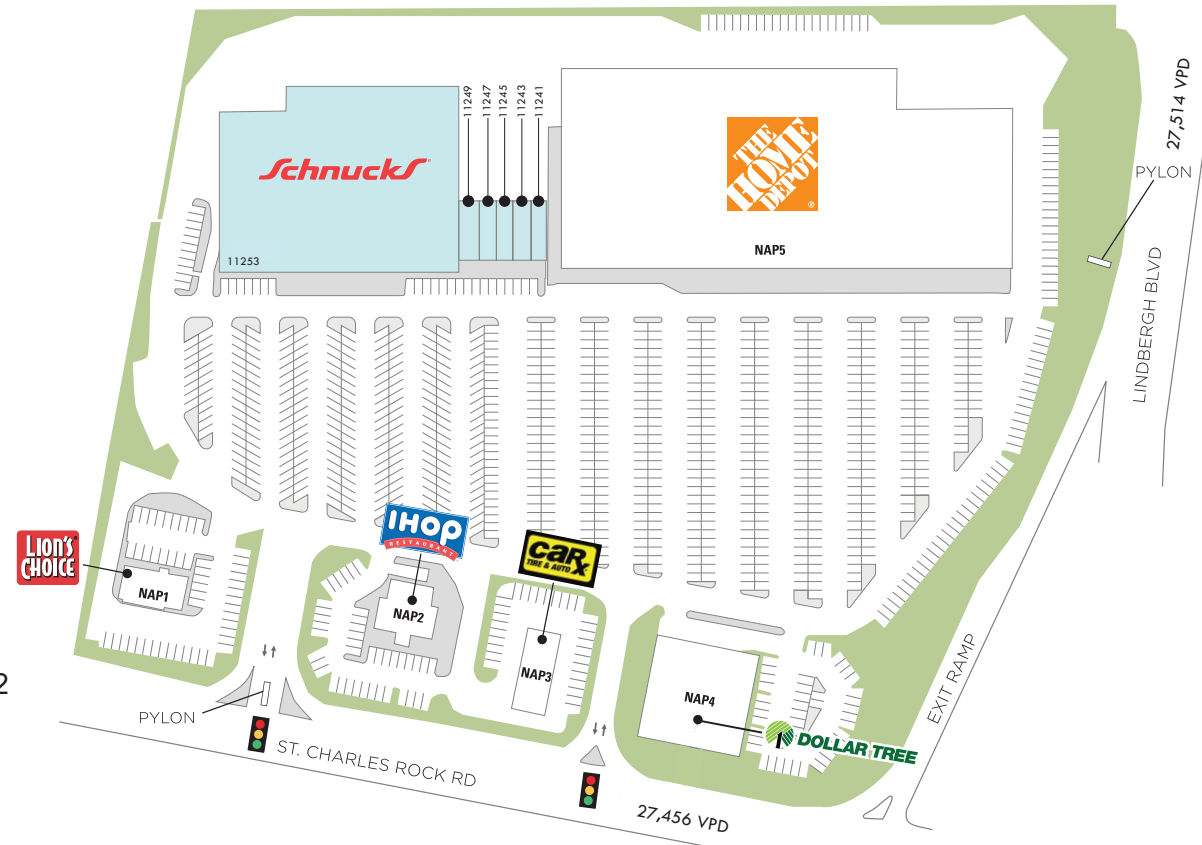 11249
11247
11245
11243
11241
27,514 VPD
Schnucks
THE
HOME
DEPOT
®
PYLON
NAP5
11253
LINDBERGH BLVD
IHOP
RESTAURANT
LION'S
CHOICE
CARX
TIRE & AUTO
NAP1
NAP2
NAP3
EXIT RAMP
2
NAP4
PYLON
1
DOLLAR TREE
ST. CHARLES ROCK RD
27,456 VPD